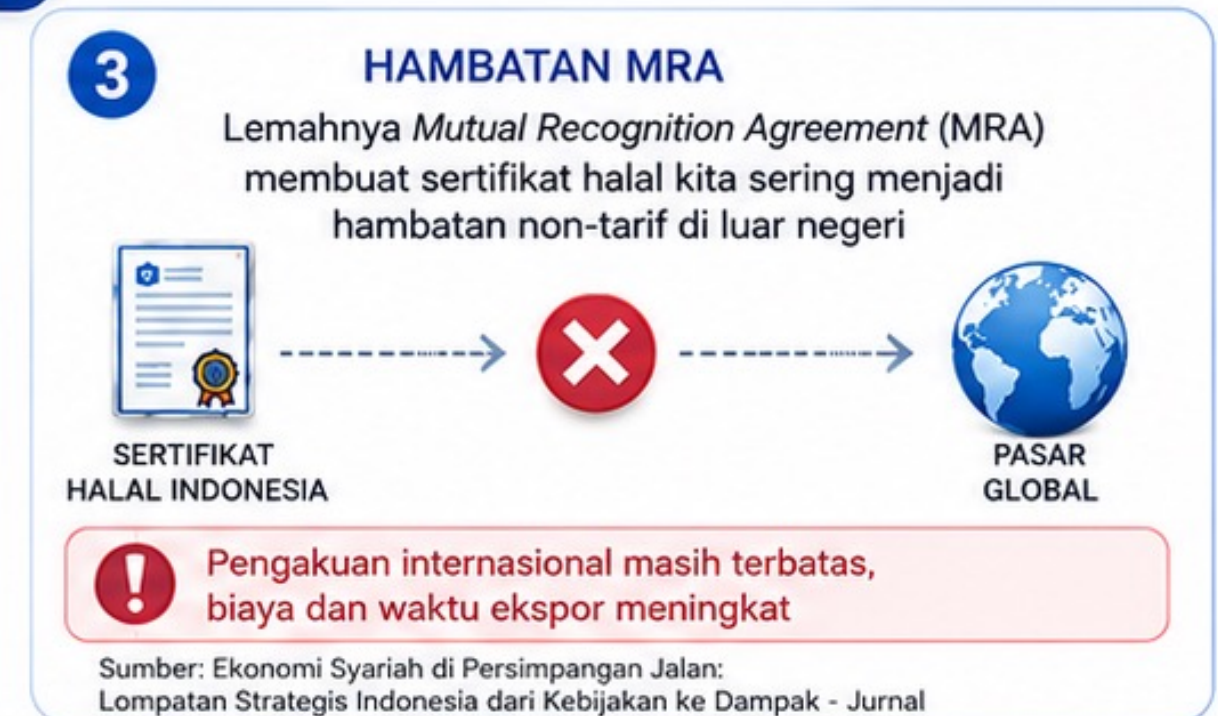 3
HAMBATAN MRA
Lemahnya Mutual Recognition Agreement (MRA)
membuat sertifikat halal kita sering menjadi
hambatan non-tarif di luar negeri
SERTIFIKAT
HALAL INDONESIA
PASAR
GLOBAL
Pengakuan internasional masih terbatas,
biaya dan waktu ekspor meningkat
Sumber: Ekonomi Syariah di Persimpangan Jalan:
Lompatan Strategis Indonesia dari Kebijakan ke Dampak - Jurnal